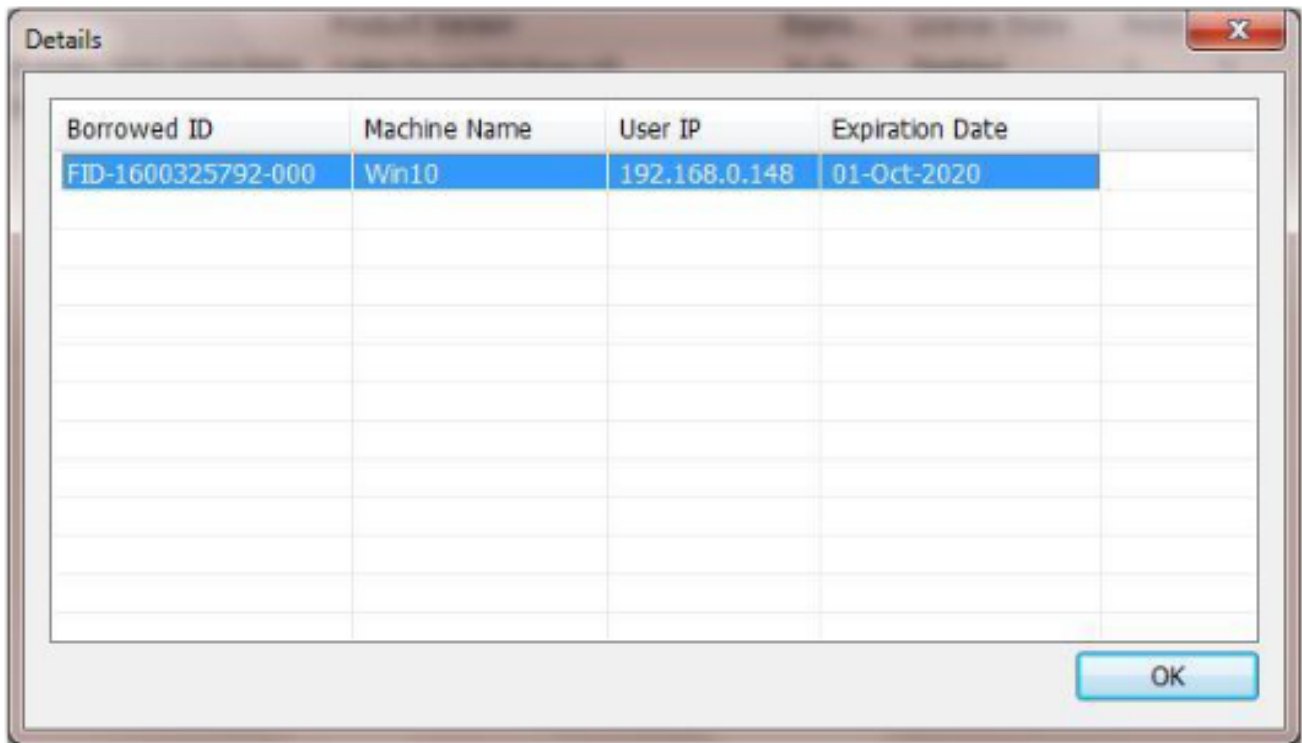 Details
X
Borrowed ID Machine Name User IP Expiration Date
FID-1600325792-000 Win10 192.168.0.148 01-Oct-2020
OK